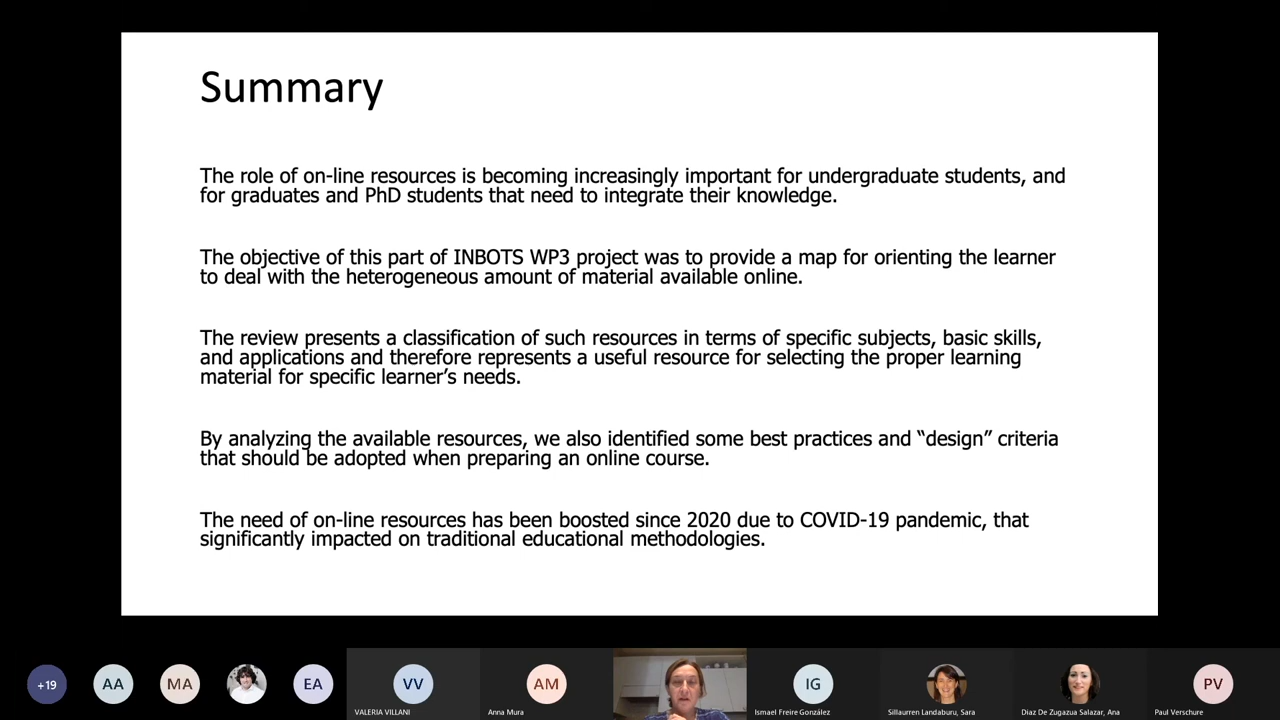 Summary
The role of on-line resources is becoming increasingly important for undergraduate students, and
for graduates and PhD students that need to integrate their knowledge.
The objective of this part of INBOTS WP3 project was to provide a map for orienting the learner
to deal with the heterogeneous amount of material available online.
The review presents a classification of such resources in terms of specific subjects, basic skills,
and applications and therefore represents a useful resource for selecting the proper learning
material for specific learner’s needs.
By analyzing the available resources, we also identified some best practices and “design” criteria
that should be adopted when preparing an online course.
The need of on-line resources has been boosted since 2020 due to COVID-19 pandemic, that
significantly impacted on traditional educational methodologies.
+19
AA
MA
EA
VV
AM
IG
PV
VALERIA VILLANI
Anna Mura
Ismael Freire González
Sillaurren Landaburu, Sara
Diaz De Zugazua Salazar, Ana
Paul Verschure